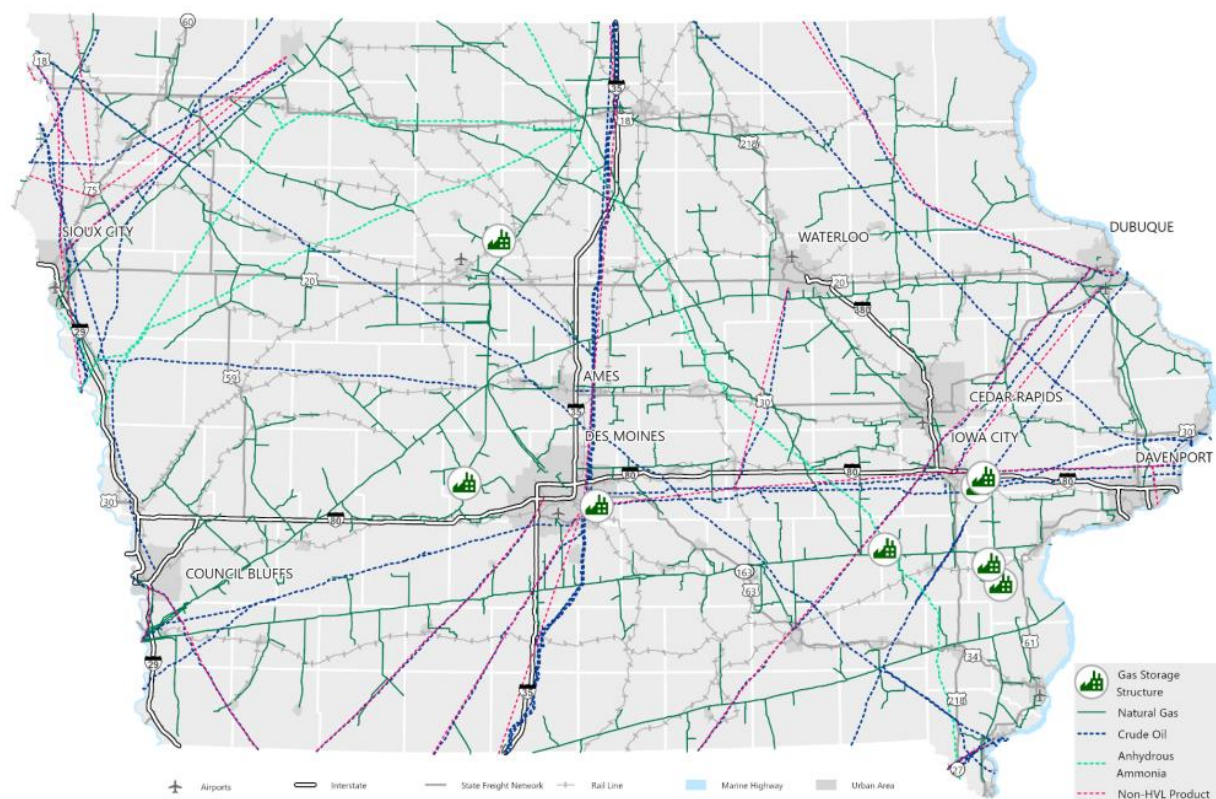 60
18
35
18
218
75
SIOUX CITY
WATERLOO
DUBUQUE
20
20
29
380
59
AMES
30
35
CEDAR RAPIDS
DES MOINES
IOWA CITY
30
DAVENPORT
80
80
80
30
80
COUNCIL BLUFFS
163
63
34
61
29
35
218
27
Gas Storage
Structure
Natural Gas
Crude Oil
Anhydrous
Ammonia
Non-HVL Product
Airports
Interstate
State Freight Network
Rail Line
Marine Highway
Urban Area